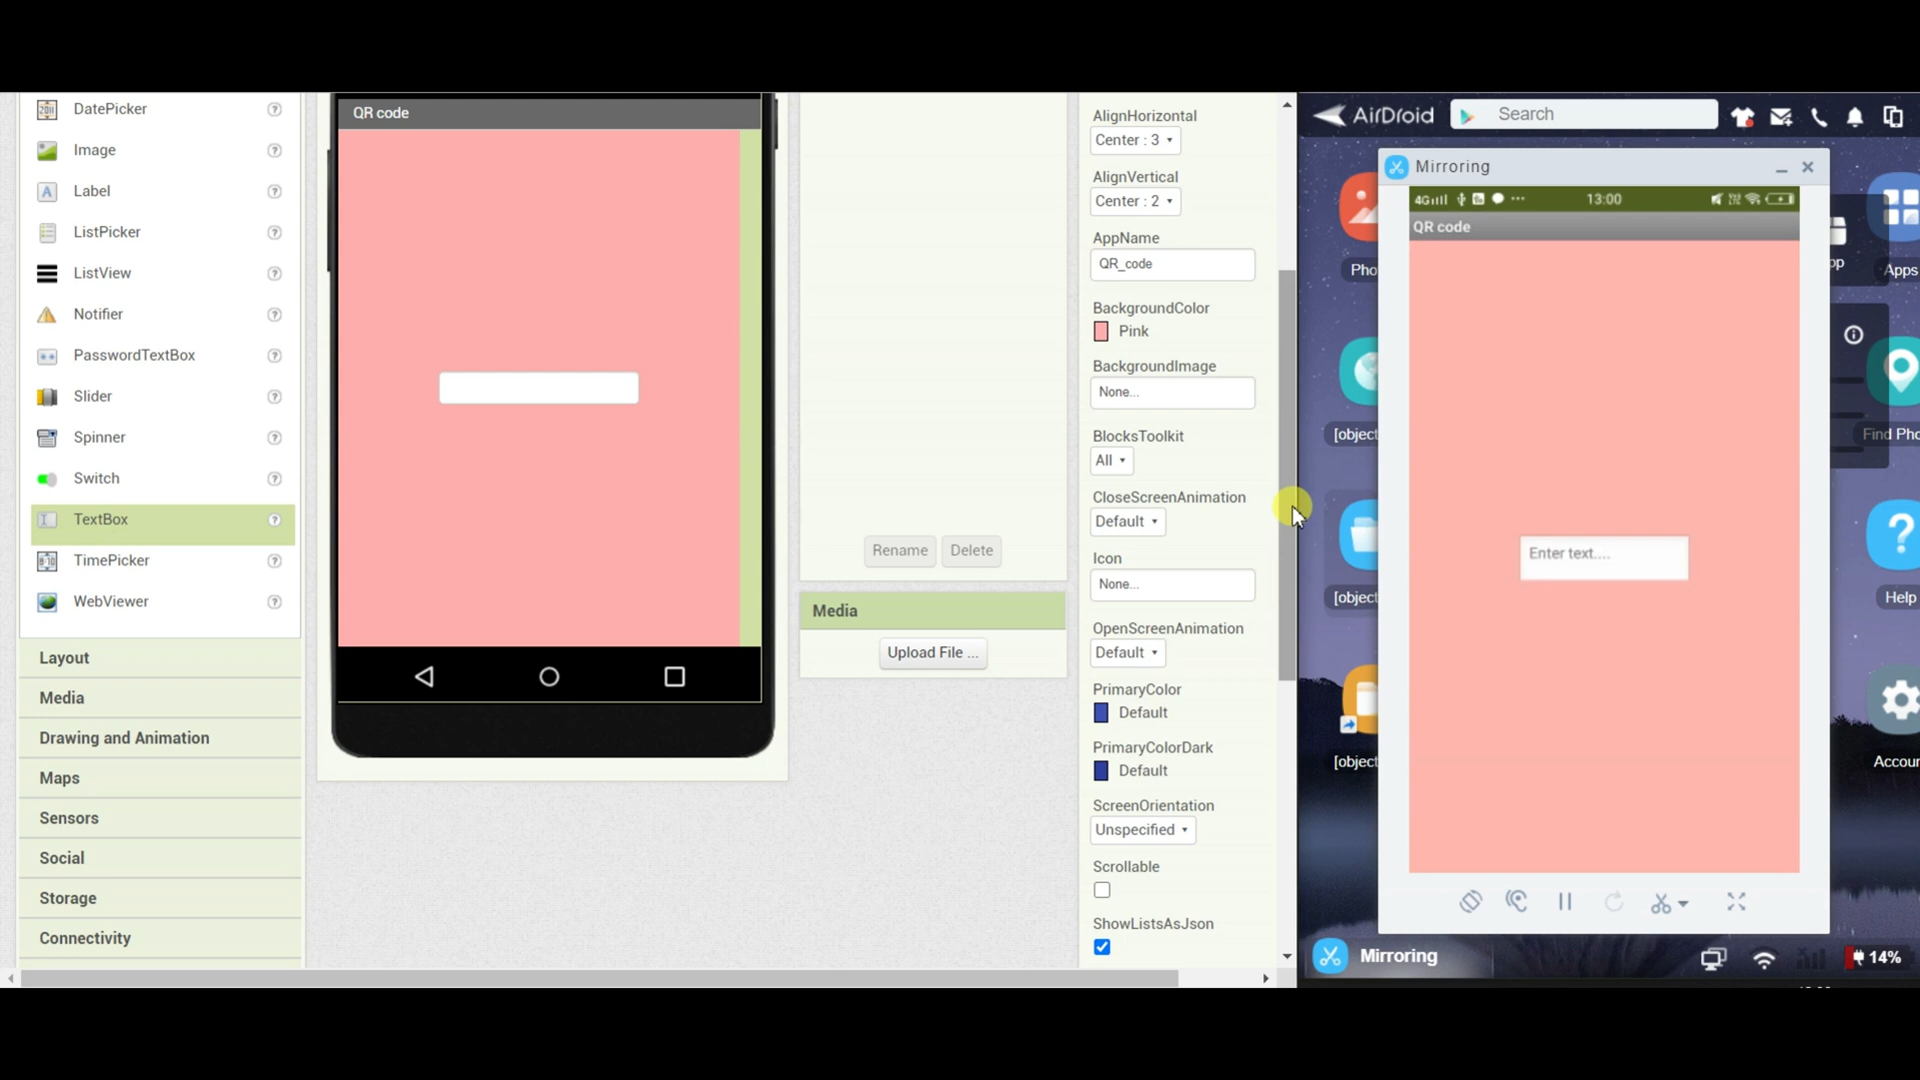 DatePicker
Image
Label
ListPicker
ListView
Notifier
PasswordTextBox
Slider
Spinner
Switch
TextBox
TimePicker
WebViewer
Layout
Media
Drawing and Animation
Maps
Sensors
Social
Storage
Connectivity
QR code
Rename Delete
Media
Upload File ...
AlignHorizontal
Center : 3
AlignVertical
Center : 2
AppName
QR_code
BackgroundColor
Pink
BackgroundImage
None...
BlocksToolkit
All
CloseScreenAnimation
Default
Icon
None...
OpenScreenAnimation
Default
PrimaryColor
Default
PrimaryColorDark
Default
ScreenOrientation
Unspecified
Scrollable
ShowListsAsJson
AirDroid Search
Mirroring
4G 13:00
QR code
Enter text....
Pho
[object
[object
[object
pp
Apps
Find Pho
Help
Accoun
Mirroring
14%